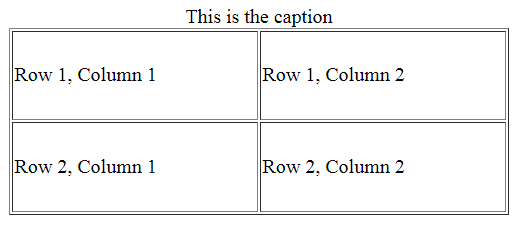 This is the caption
Row 1, Column 1
Row 1, Column 2
Row 2, Column 1
Row 2, Column 2